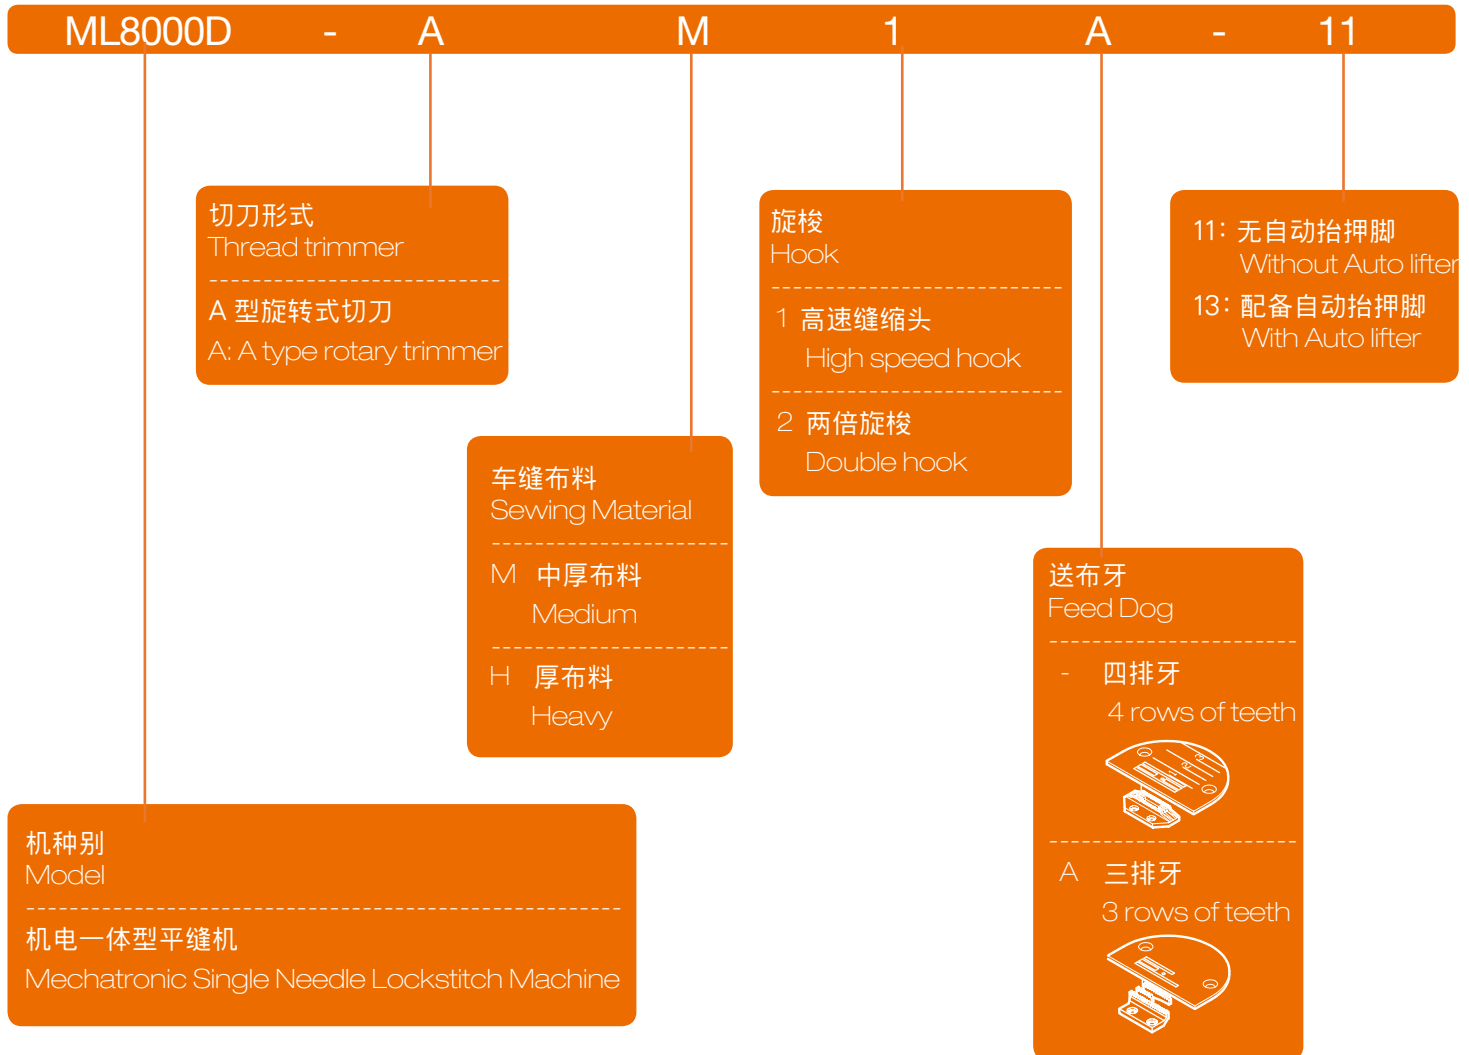 ML8000D - A M 1 A - 11
切刀形式
Thread trimmer
A 型旋转式切刀
A: A type rotary trimmer
旋梭
Hook
1 高速缝缩头
High speed hook
2 两倍旋梭
Double hook
11: 无自动抬押脚
Without Auto lifter
13: 配备自动抬押脚
With Auto lifter
车缝布料
Sewing Material
M 中厚布料
Medium
H 厚布料
Heavy
送布牙
Feed Dog
- 四排牙
4 rows of teeth
A 三排牙
3 rows of teeth
机种别
Model
机电一体型平缝机
Mechatronic Single Needle Lockstitch Machine